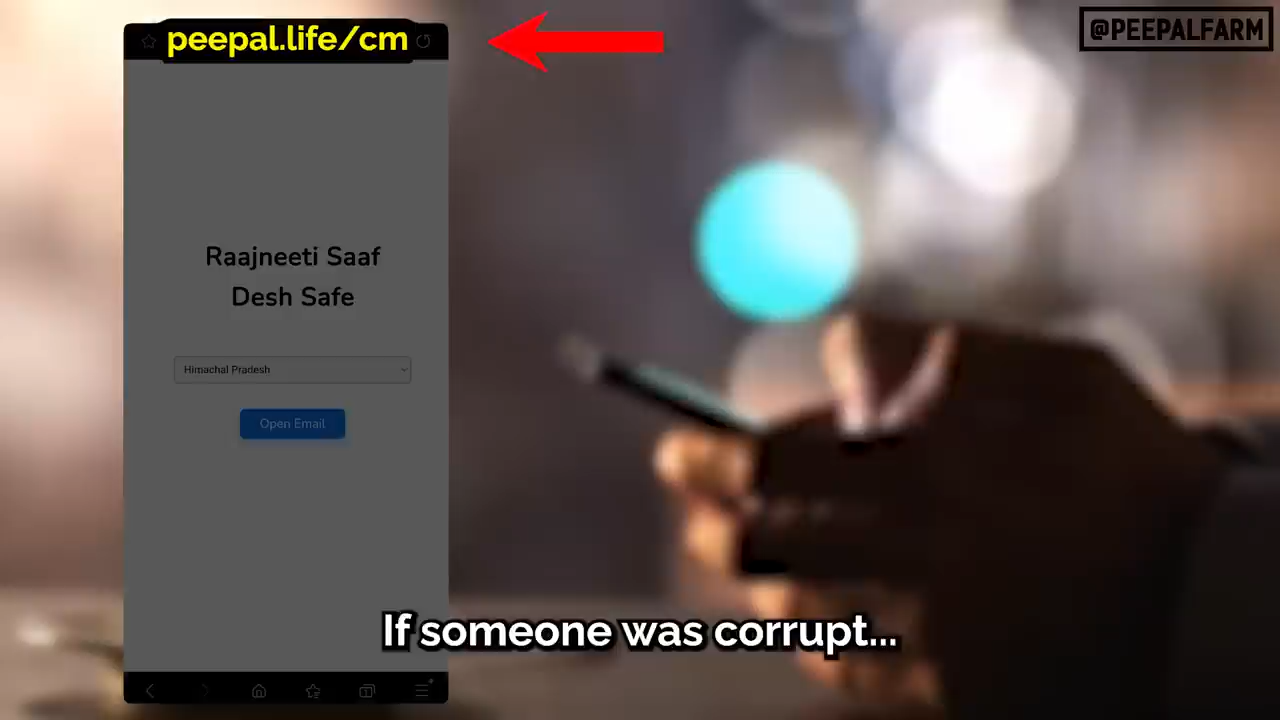 peepal.life/cm
@PEEPALFARM
Raajneeti Saaf
Desh Safe
Himachal Pradesh
Open Email
If someone was corrupt...